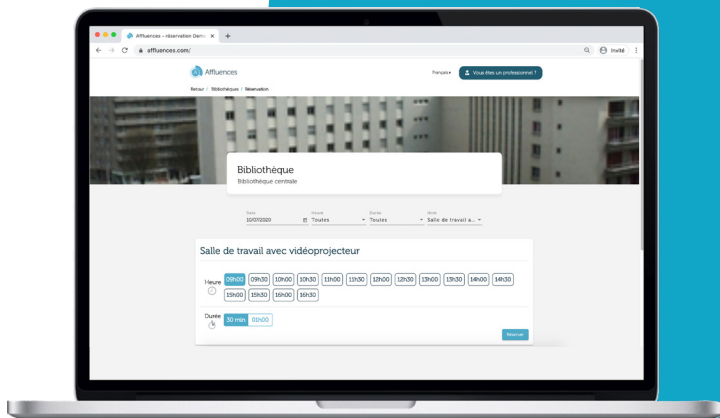 Affluences - réservation Demo
affluences.com/
Invité
Affluences
Français
Vous êtes un professionnel ?
Retour / Bibliothèques / Réservation
Bibliothèque
Bibliothèque centrale
Date Heure Durée
10/07/2020 Toutes Toutes Salle de travail a...
Salle de travail avec vidéoprojecteur
Heure 09h00 09h30 10h00 10h30 11h00 11h30 12h00 12h30 13h00 13h30 14h00 14h30
15h00 15h30 16h00 16h30
Durée 30 min 01h00
Réserver